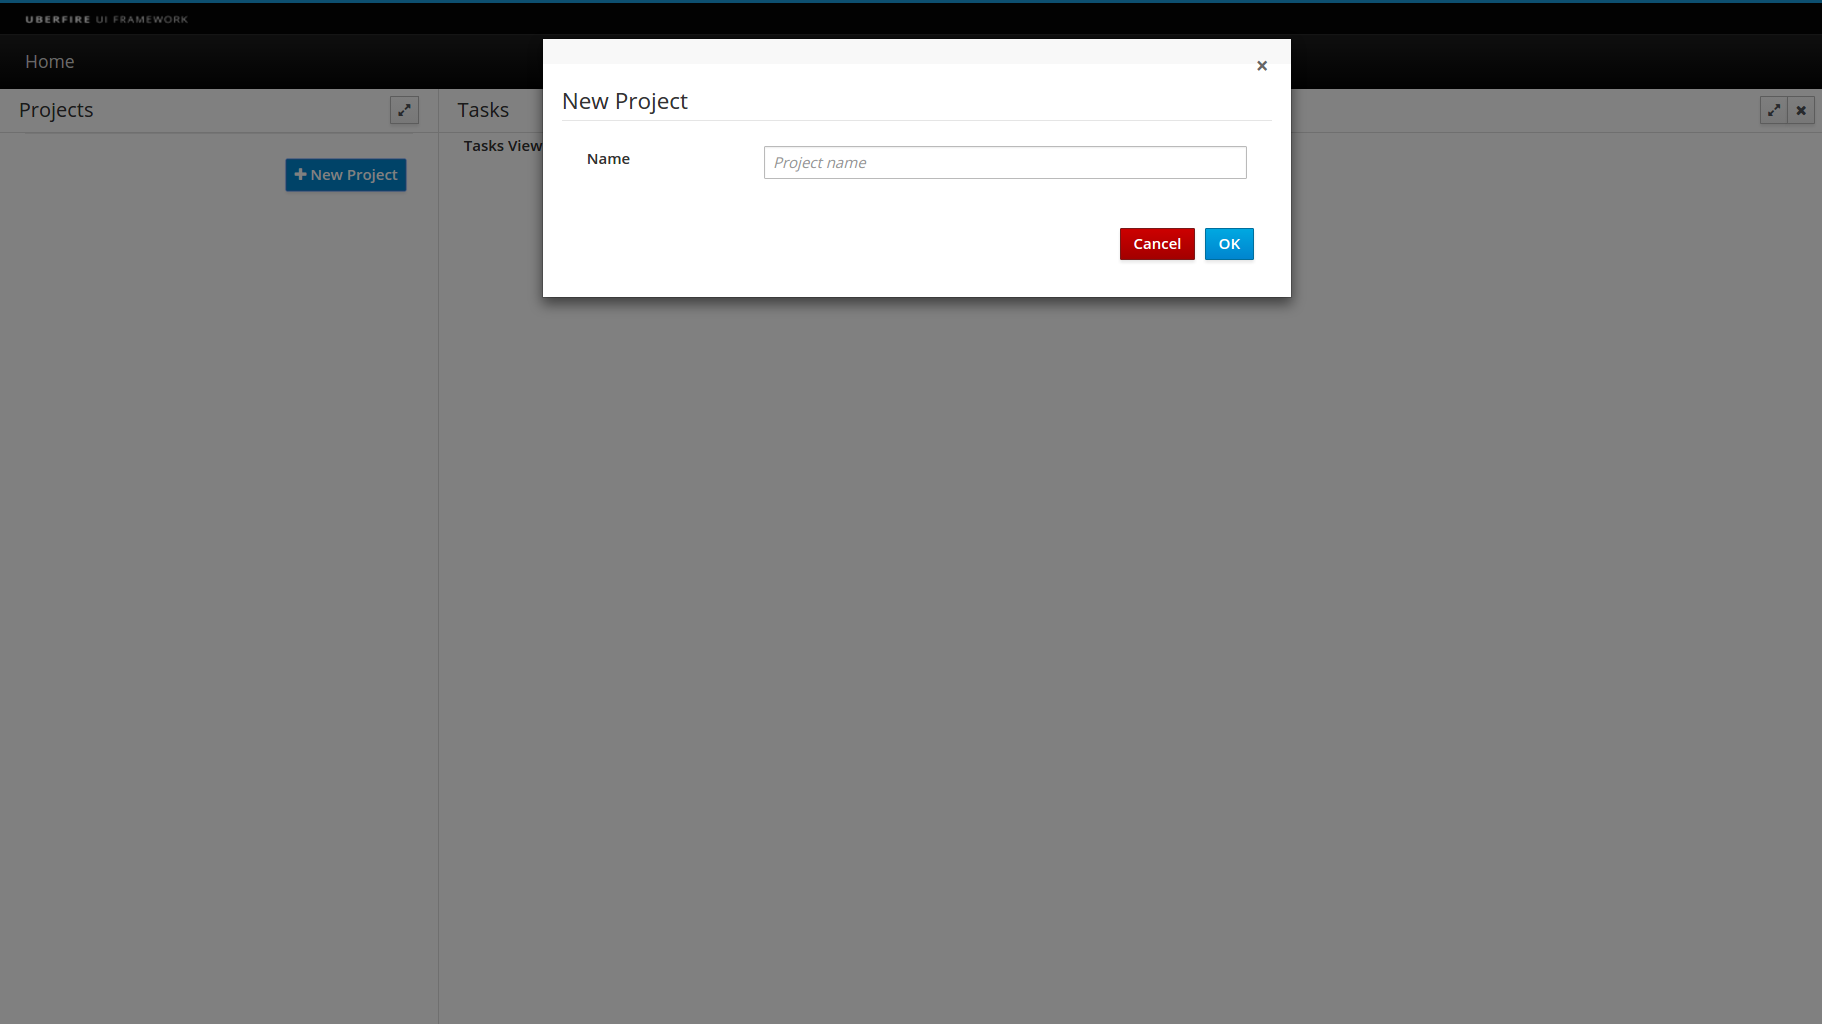 UBERFIRE UI FRAMEWORK
Home
Projects
Tasks
Tasks View
New Project
×
New Project
Name
Project name
Cancel
OK